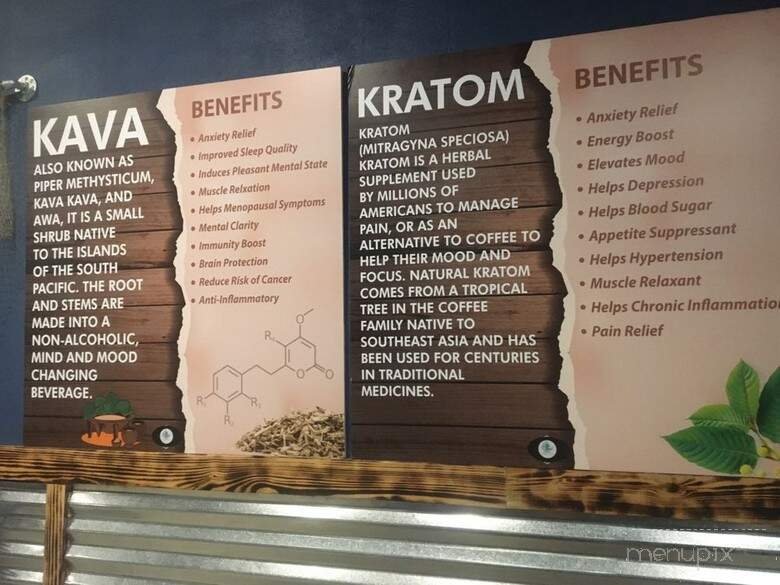 KAVA
ALSO KNOWN AS
PIPER METHYSTICUM,
KAVA KAVA, AND
AWA, IT IS A SMALL
SHRUB NATIVE
TO THE ISLANDS
OF THE SOUTH
PACIFIC. THE ROOT
AND STEMS ARE
MADE INTO A
NON-ALCOHOLIC,
MIND AND MOOD
CHANGING
BEVERAGE.
BENEFITS
• Anxiety Relief
• Improved Sleep Quality
• Induces Pleasant Mental State
• Muscle Relxation
• Helps Menopausal Symptoms
• Mental Clarity
• Immunity Boost
• Brain Protection
• Reduce Risk of Cancer
• Anti-Inflammatory
O
O
O
KRATOM
KRATOM
(MITRAGYNA SPECIOSA)
KRATOM IS A HERBAL
SUPPLEMENT USED
BY MILLIONS OF
AMERICANS TO MANAGE
PAIN, OR AS AN
ALTERNATIVE TO COFFEE TO
HELP THEIR MOOD AND
FOCUS. NATURAL KRATOM
COMES FROM A TROPICAL
TREE IN THE COFFEE
FAMILY NATIVE TO
SOUTHEAST ASIA AND HAS
BEEN USED FOR CENTURIES
IN TRADITIONAL
MEDICINES.
BENEFITS
• Anxiety Relief
• Energy Boost
• Elevates Mood
• Helps Depression
• Helps Blood Sugar
• Appetite Suppressant
• Helps Hypertension
• Muscle Relaxant
• Helps Chronic Inflammatio
• Pain Relief
menupix